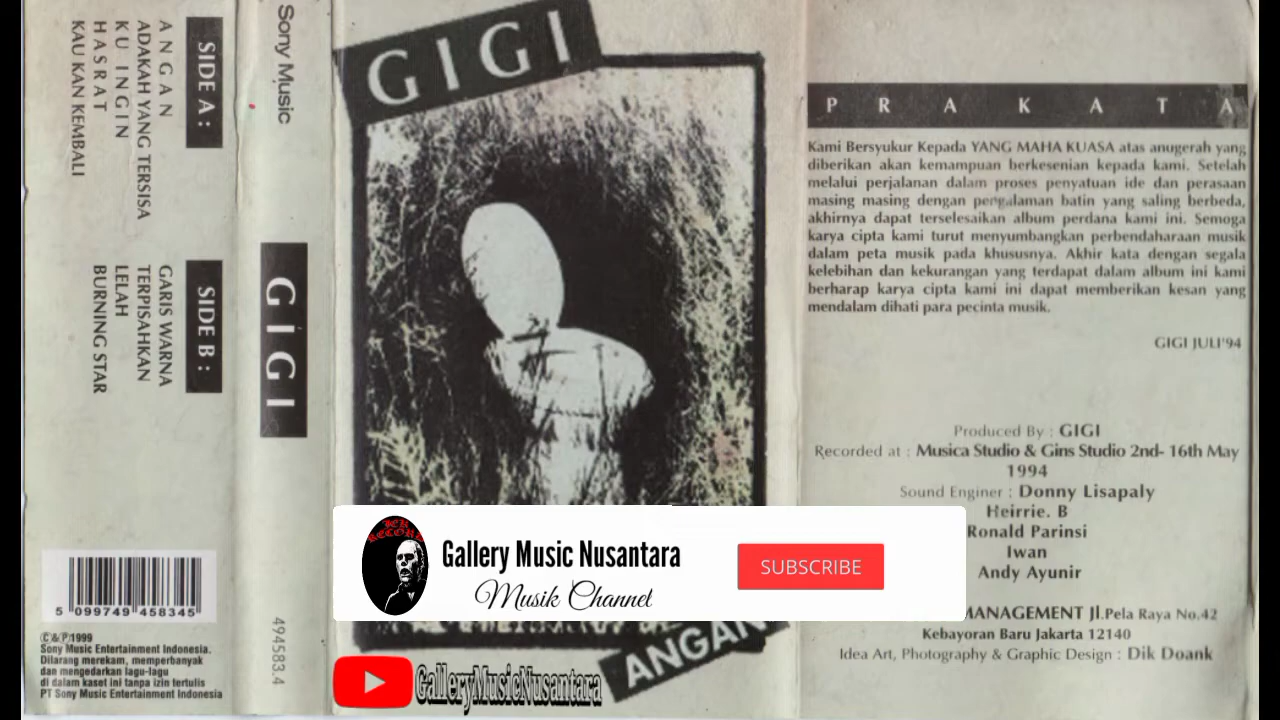 SIDE A :
A N G A N
ADAKAH YANG TERSISA
K U I N G I N
H A S R A T
KAU KAN KEMBALI
SIDE B :
GARIS WARNA
TERPISAHKAN
LELAH
BURNING STAR
5 099749 458345
©&℗1999
Sony Music Entertainment Indonesia.
Dilarang merekam, memperbanyak
dan mengedarkan lagu-lagu
di dalam kaset ini tanpa izin tertulis
PT Sony Music Entertainment Indonesia
Sony Music
GIGI
494583.4
GIGI
ANGAN
Gallery Music Nusantara
Musik Channel
SUBSCRIBE
GalleryMusicNusantara
P R A K A T A
Kami Bersyukur Kepada YANG MAHA KUASA atas anugerah yang
diberikan akan kemampuan berkesenian kepada kami. Setelah
melalui perjalanan dalam proses penyatuan ide dan perasaan
masing masing dengan pengalaman batin yang saling berbeda,
akhirnya dapat terselesaikan album perdana kami ini. Semoga
karya cipta kami turut menyumbangkan perbendaharaan musik
dalam peta musik pada khususnya. Akhir kata dengan segala
kelebihan dan kekurangan yang terdapat dalam album ini kami
berharap karya cipta kami ini dapat memberikan kesan yang
mendalam dihati para pecinta musik.
GIGI JULI'94
Produced By : GIGI
Recorded at : Musica Studio & Gins Studio 2nd- 16th May
1994
Sound Enginer : Donny Lisapaly
Heirrie. B
Ronald Parinsi
Iwan
Andy Ayunir
MANAGEMENT Jl.Pela Raya No.42
Kebayoran Baru Jakarta 12140
Idea Art, Photography & Graphic Design : Dik Doank